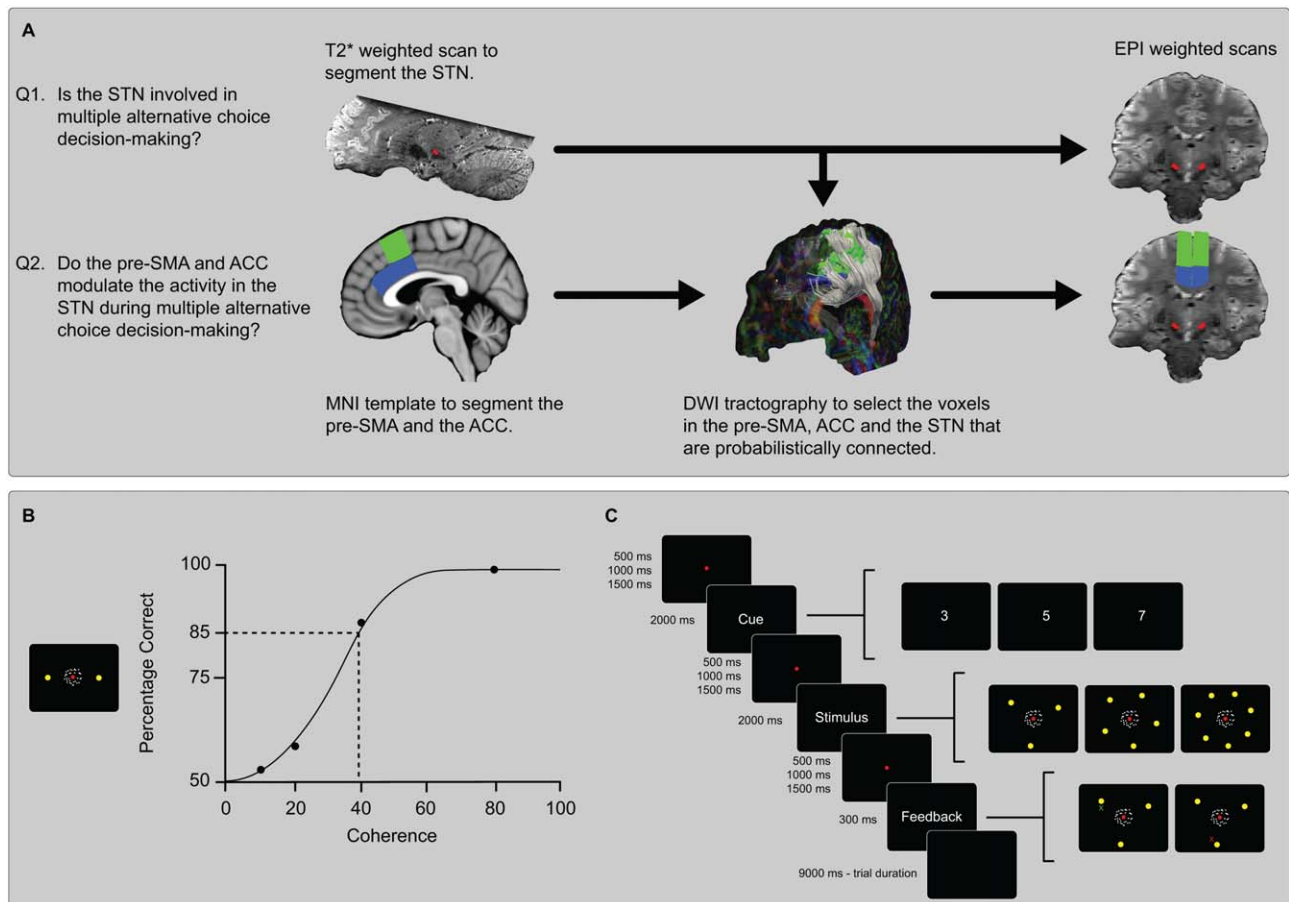 A
T2* weighted scan to
segment the STN.
EPI weighted scans
Q1. Is the STN involved in
multiple alternative choice
decision-making?
Q2. Do the pre-SMA and ACC
modulate the activity in the
STN during multiple alternative
choice decision-making?
MNI template to segment the
pre-SMA and the ACC.
DWI tractography to select the voxels
in the pre-SMA, ACC and the STN that
are probabilistically connected.
B
Percentage Correct
100
85
75
50
0 20 40 60 80 100
Coherence
C
500 ms
1000 ms
1500 ms
2000 ms
Cue
3 5 7
500 ms
1000 ms
1500 ms
2000 ms
Stimulus
500 ms
1000 ms
1500 ms
300 ms
Feedback
x
x
9000 ms - trial duration